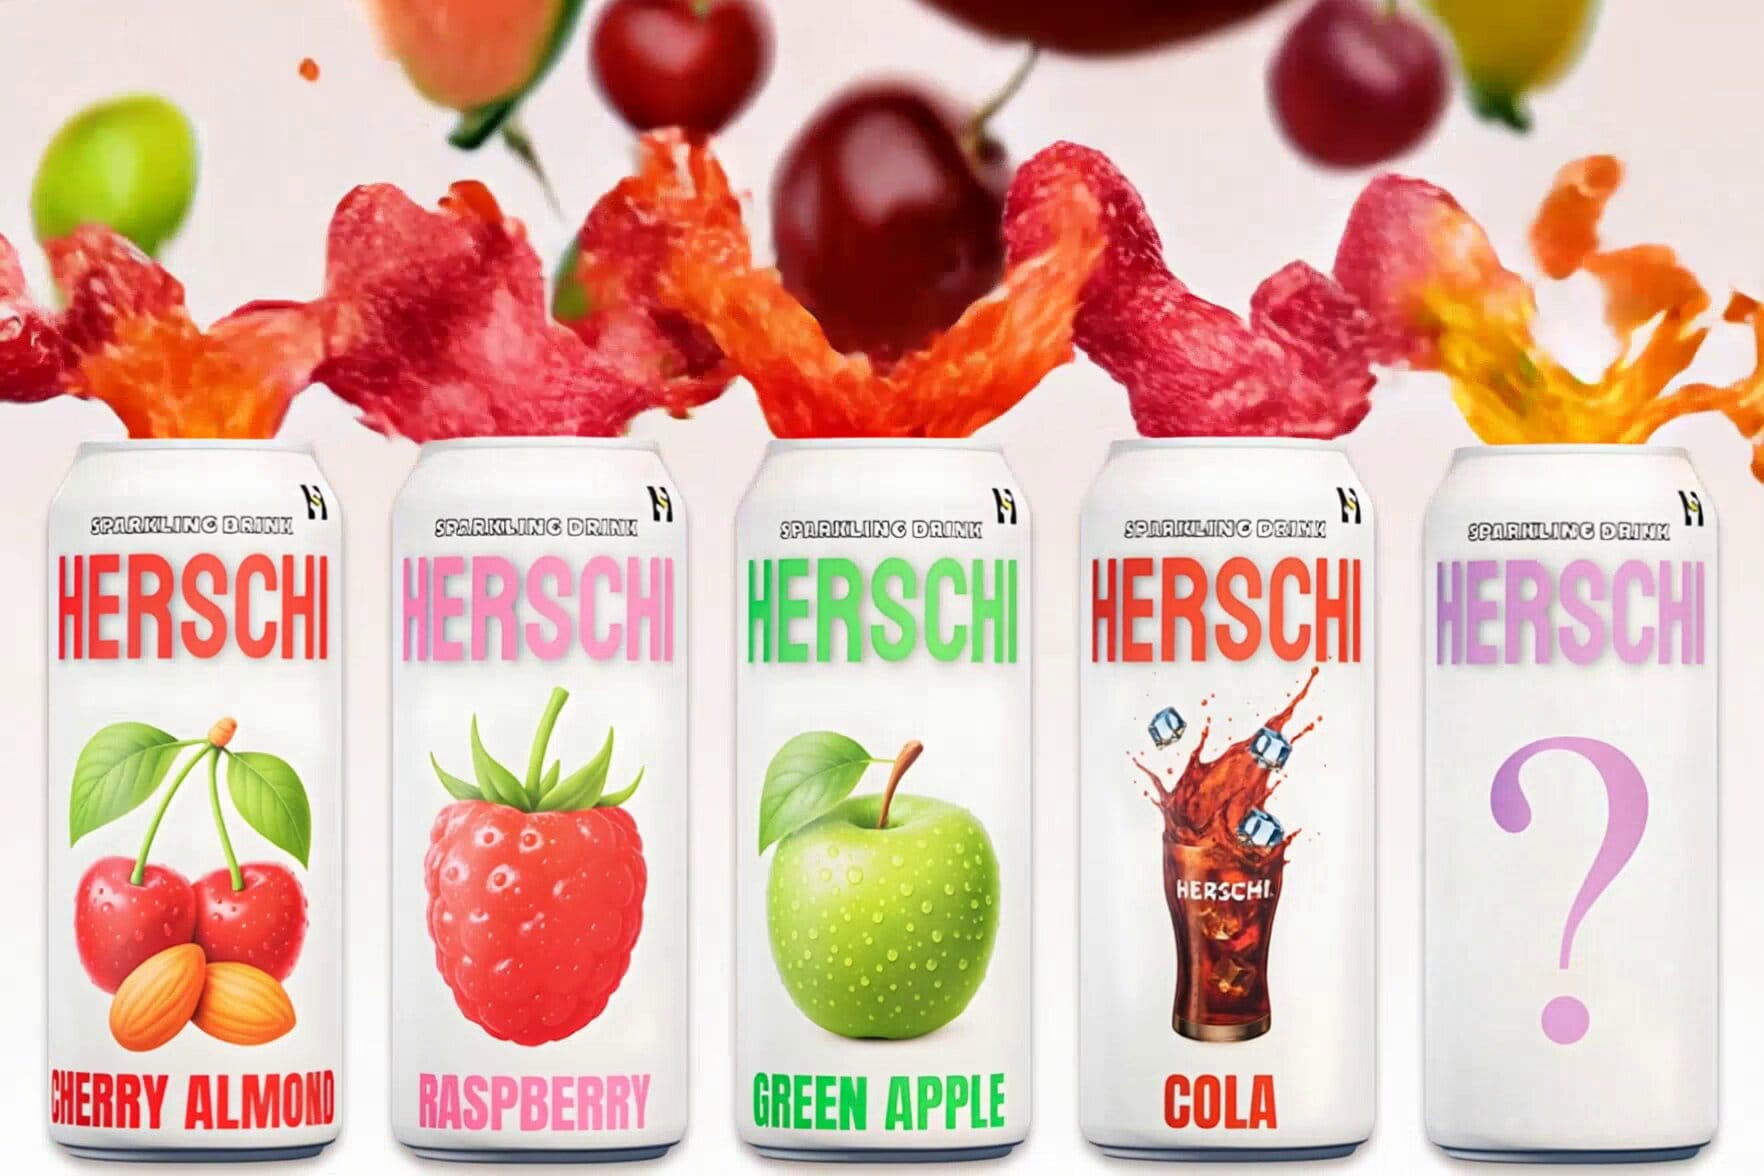 SPARKLING DRINK
HERSCHI
CHERRY ALMOND
SPARKLING DRINK
HERSCHI
RASPBERRY
SPARKLING DRINK
HERSCHI
GREEN APPLE
SPARKLING DRINK
HERSCHI
HERSCHI
COLA
SPARKLING DRINK
HERSCHI
?